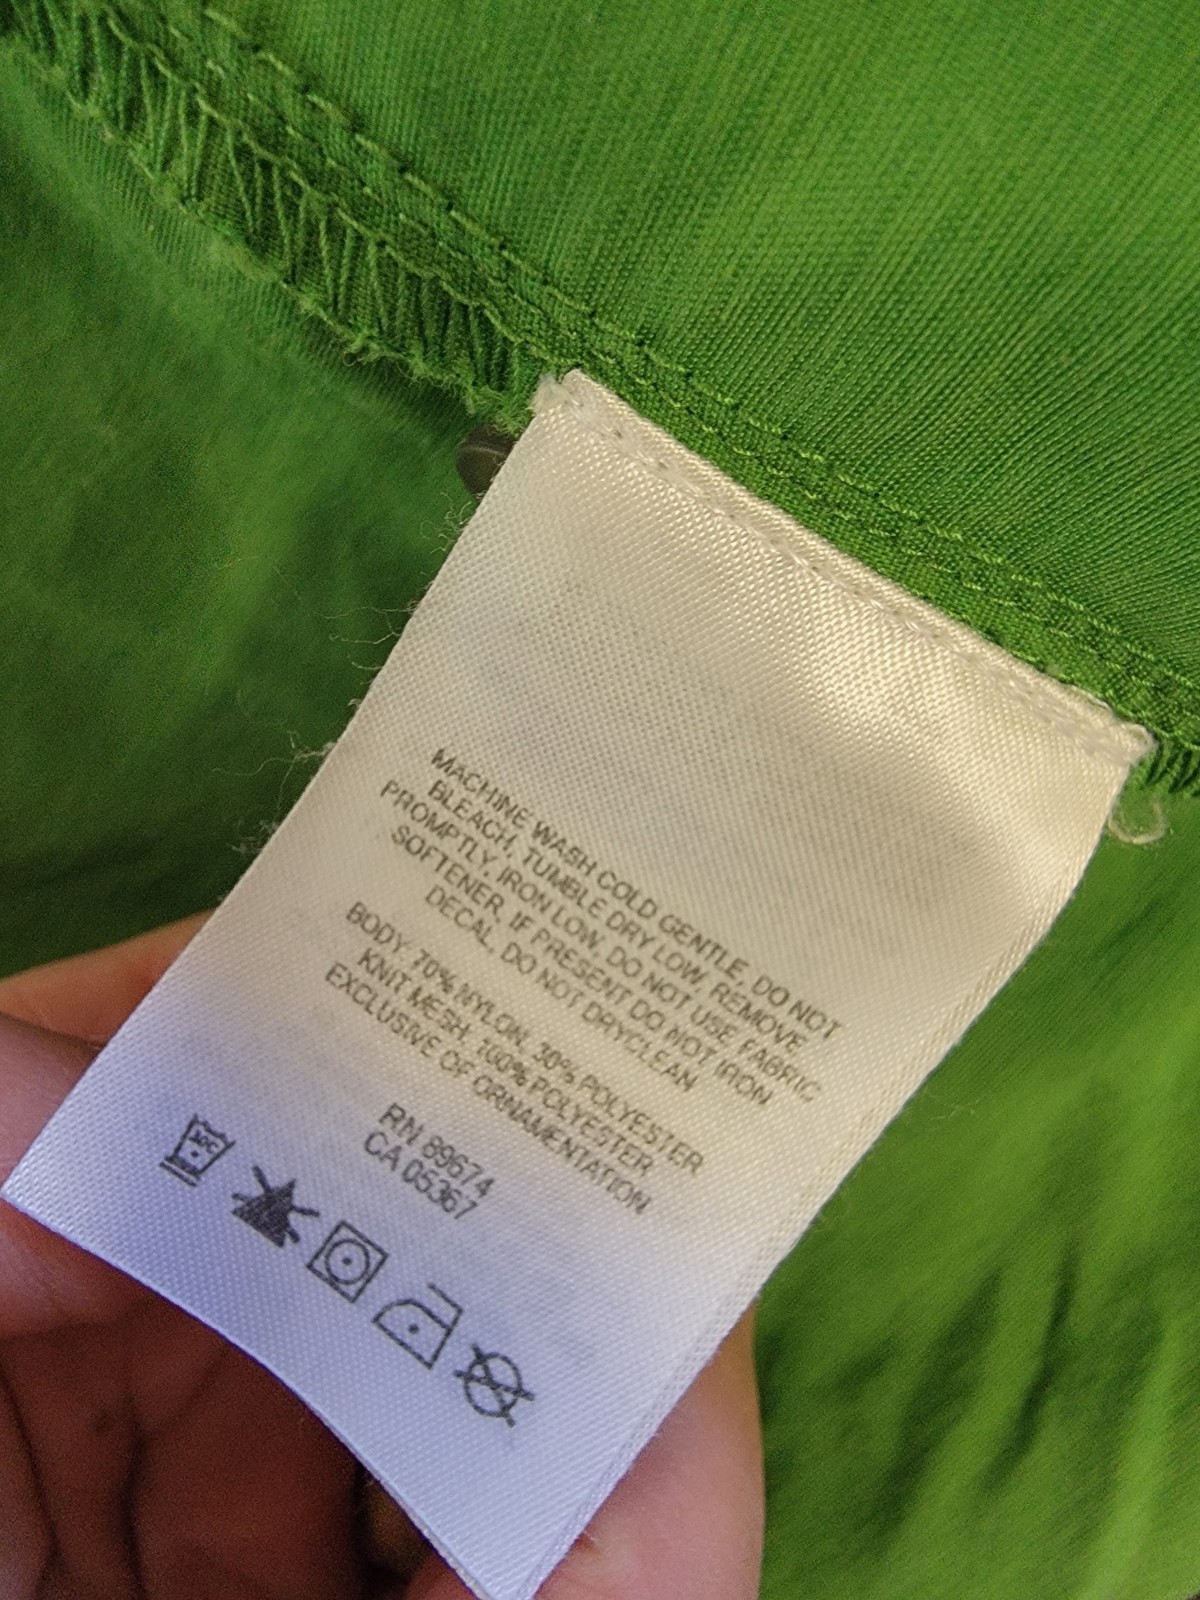 MACHINE WASH COLD GENTLE, DO NOT
BLEACH, TUMBLE DRY LOW, REMOVE
PROMPTLY, IRON LOW, DO NOT USE FABRIC
SOFTENER, IF PRESENT DO NOT IRON
DECAL, DO NOT DRYCLEAN
BODY: 70% NYLON, 30% POLYESTER
KNIT MESH: 100% POLYESTER
EXCLUSIVE OF ORNAMENTATION
RN 89674
CA 05367
30C